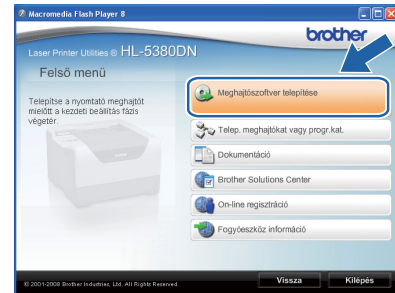 Macromedia Flash Player 8
brother
Laser Printer Utilities ® HL-5380DN
Felső menü
Telepítse a nyomtató meghajtót
mielőtt a kezdeti beállítás fázis
végetér.
Meghajtószoftver telepítése
Telep. meghajtókat vagy progr.kat.
Dokumentáció
Brother Solutions Center
On-line regisztráció
Fogyóeszköz információ
© 2001-2008 Brother Industries, Ltd. All Rights Reserved.
Vissza
Kilépés